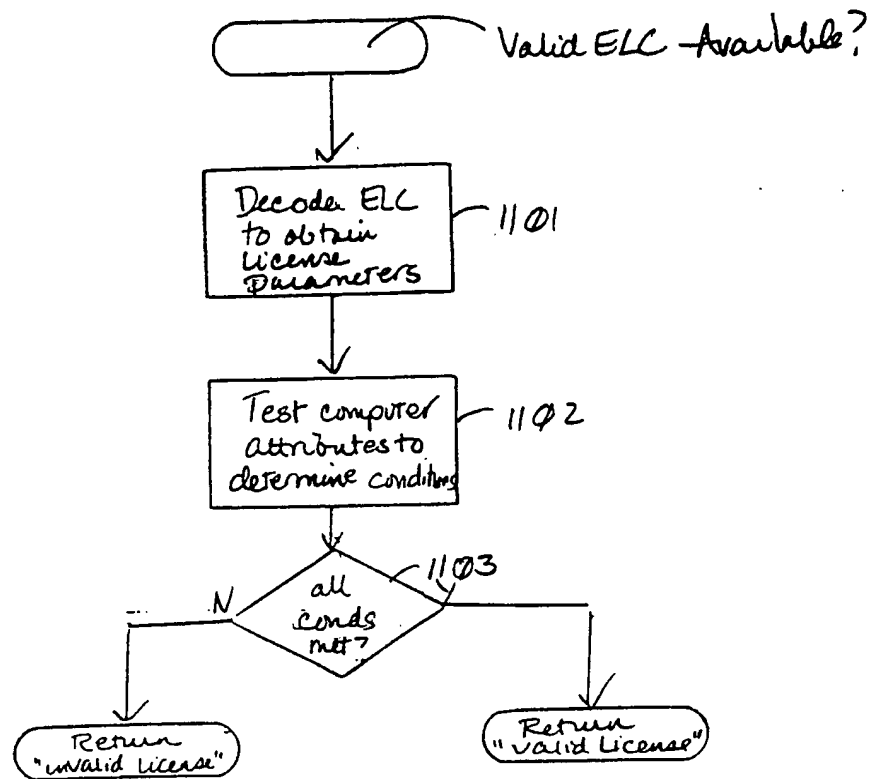 Valid ELC Available?
Decode ELC
to obtain
License
Parameters
1101
Test computer
attributes to
deremine conditions
1102
1103
all
conds
met?
N
Return
"invalid License"
Return
"valid License"